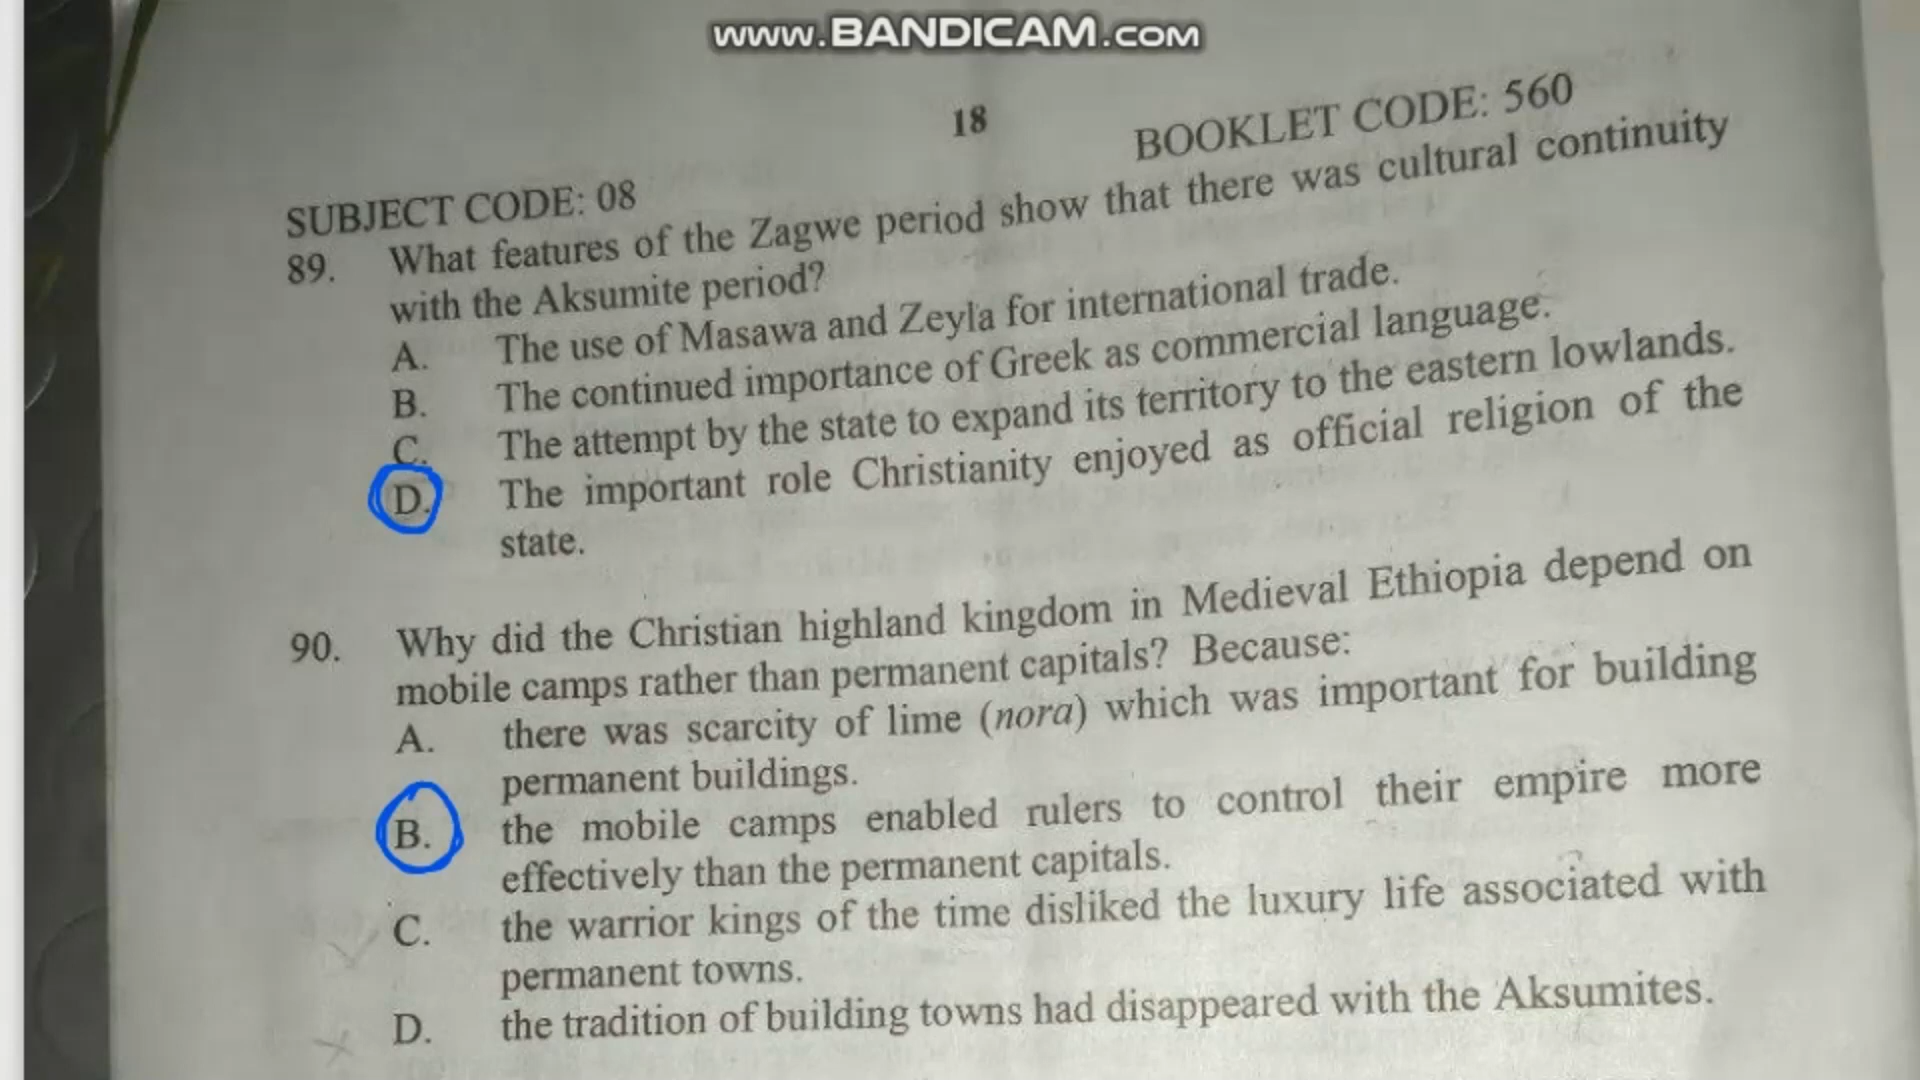 www.BANDICAM.COM
18
BOOKLET CODE: 560
SUBJECT CODE: 08
89. What features of the Zagwe period show that there was cultural continuity
with the Aksumite period?
A. The use of Masawa and Zeyla for international trade.
B. The continued importance of Greek as commercial language.
C. The attempt by the state to expand its territory to the eastern lowlands.
D. The important role Christianity enjoyed as official religion of the
state.
90. Why did the Christian highland kingdom in Medieval Ethiopia depend on
mobile camps rather than permanent capitals? Because:
A. there was scarcity of lime (nora) which was important for building
permanent buildings.
B. the mobile camps enabled rulers to control their empire more
effectively than the permanent capitals.
C. the warrior kings of the time disliked the luxury life associated with
permanent towns.
D. the tradition of building towns had disappeared with the Aksumites.